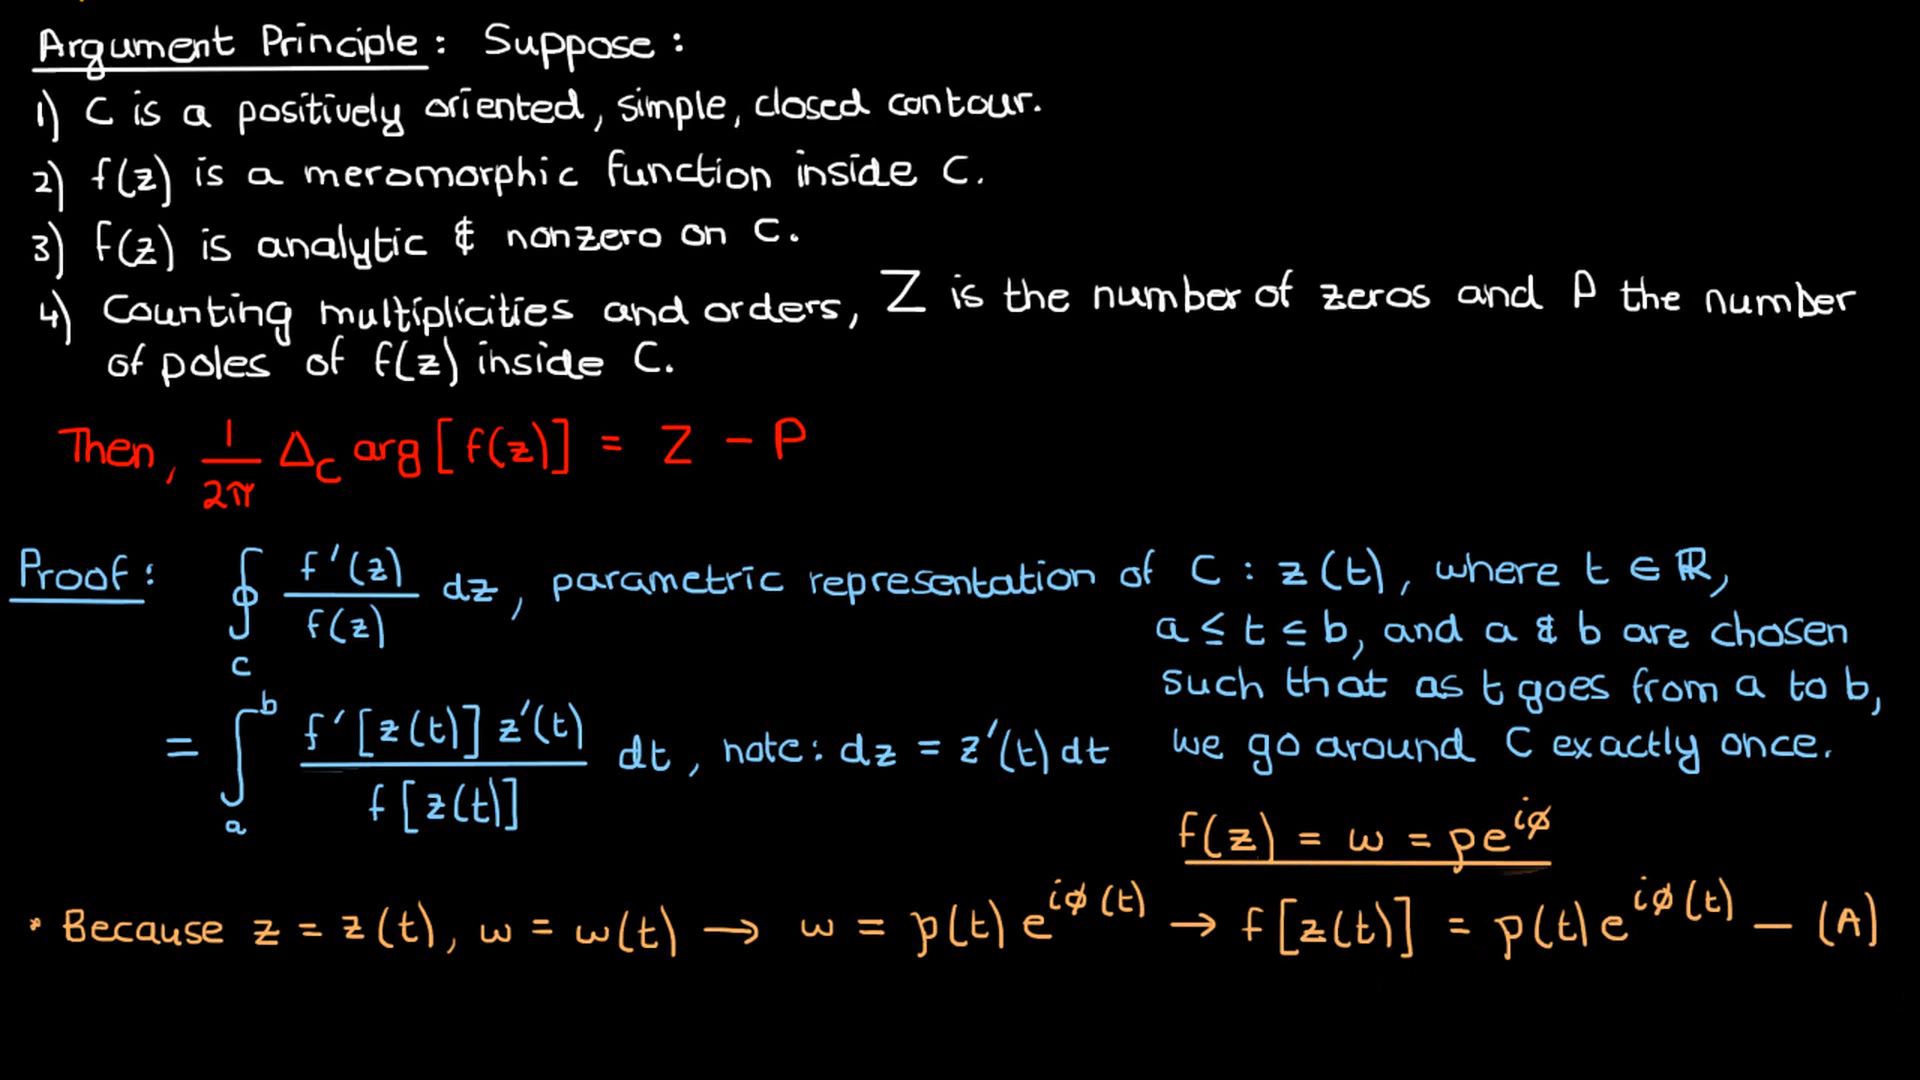 Argument Principle: Suppose:
1) C is a positively oriented, simple, closed contour.
2) f(z) is a meromorphic function inside C.
3) f(z) is analytic & nonzero on C.
4) Counting multiplicities and orders, Z is the number of zeros and P the number
of poles of f(z) inside C.
Then, 1/2π Δ_C arg[f(z)] = Z - P
Proof: ∮_C f'(z)/f(z) dz, parametric representation of C : z(t), where t ∈ ℝ,
a ≤ t ≤ b, and a & b are chosen
such that as t goes from a to b,
we go around C exactly once.
= ∫_a^b f'[z(t)] z'(t) / f[z(t)] dt, note: dz = z'(t) dt
f(z) = w = ρe^{iφ}
* Because z = z(t), w = w(t) → w = ρ(t) e^{iφ(t)} → f[z(t)] = ρ(t) e^{iφ(t)} — (A)